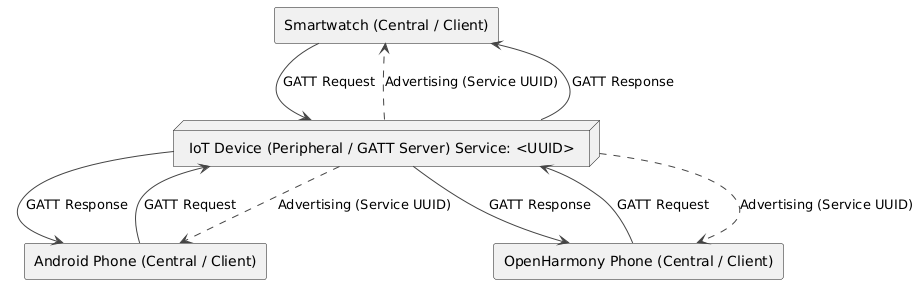 Smartwatch (Central / Client)
GATT Request
Advertising (Service UUID)
GATT Response
IoT Device (Peripheral / GATT Server) Service: <UUID>
GATT Response
GATT Request
Advertising (Service UUID)
GATT Response
GATT Request
Advertising (Service UUID)
Android Phone (Central / Client)
OpenHarmony Phone (Central / Client)